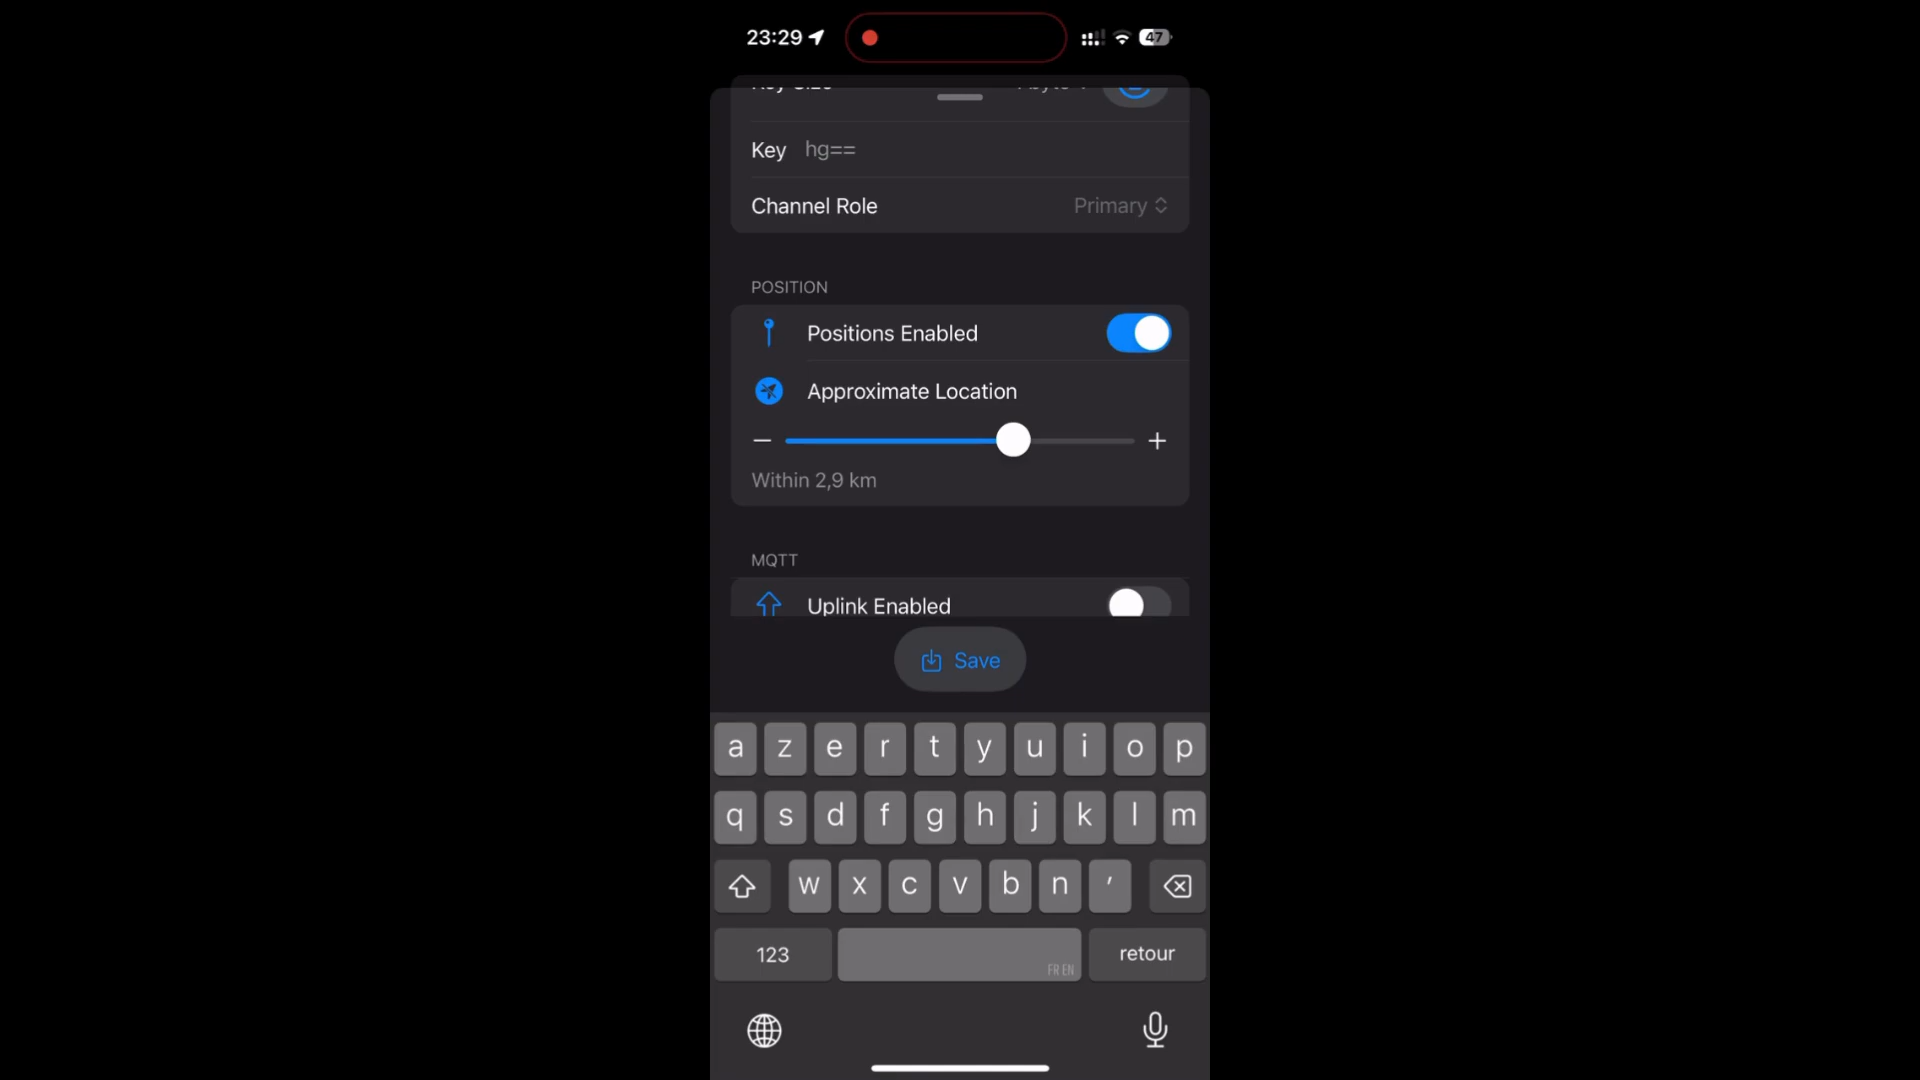 23:29
47
Key hg==
Channel Role Primary
POSITION
Positions Enabled
Approximate Location
Within 2,9 km
MQTT
Uplink Enabled
Save
a z e r t y u i o p
q s d f g h j k l m
w x c v b n ’
123 FR EN retour